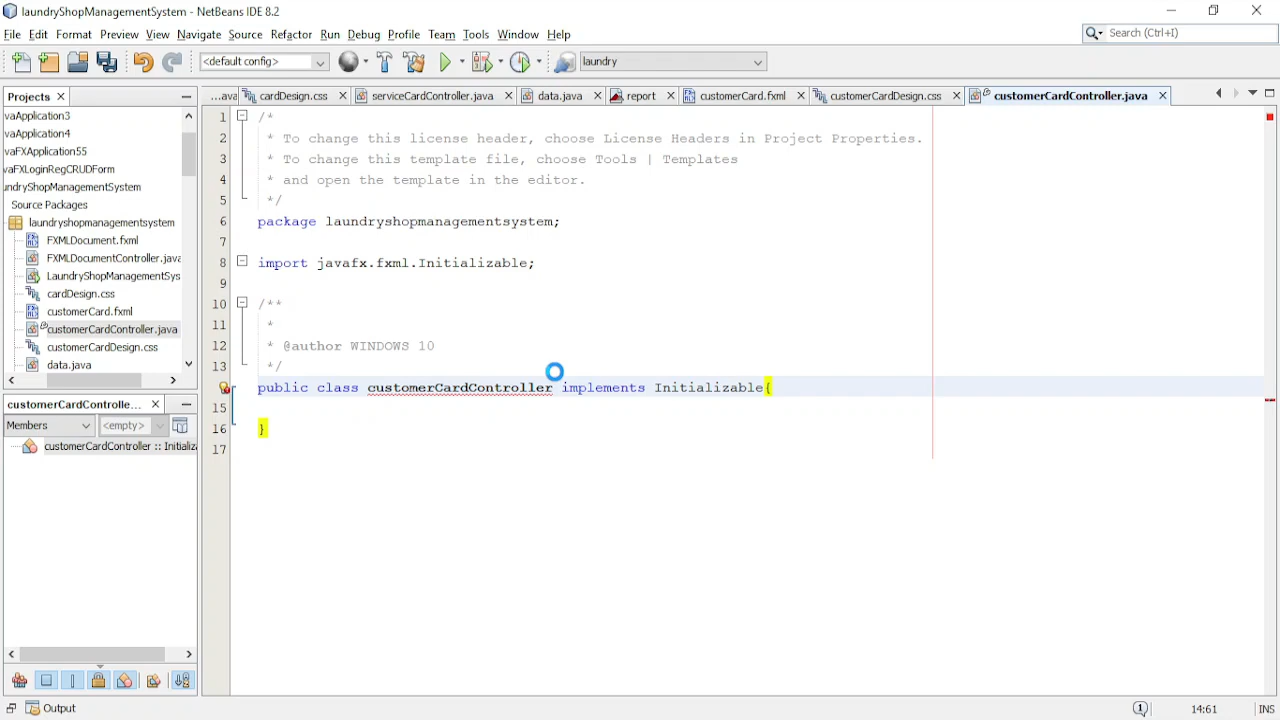 laundryShopManagementSystem - NetBeans IDE 8.2
File Edit Format Preview View Navigate Source Refactor Run Debug Profile Team Tools Window Help
Search (Ctrl+I)
<default config>
laundry
Projects
...ava
cardDesign.css
serviceCardController.java
data.java
report
customerCard.fxml
customerCardDesign.css
customerCardController.java
vaApplication3
vaApplication4
vaFXApplication55
vaFXLoginRegCRUDForm
undryShopManagementSystem
Source Packages
laundryshopmanagementsystem
FXMLDocument.fxml
FXMLDocumentController.java
LaundryShopManagementSys
cardDesign.css
customerCard.fxml
customerCardController.java
customerCardDesign.css
data.java
customerCardControlle...
Members
<empty>
customerCardController :: Initializa
1 /*
2 * To change this license header, choose License Headers in Project Properties.
3 * To change this template file, choose Tools | Templates
4 * and open the template in the editor.
5 */
6 package laundryshopmanagementsystem;
7
8 import javafx.fxml.Initializable;
9
10 /**
11 *
12 * @author WINDOWS 10
13 */
public class customerCardController implements Initializable{
15
16 }
17
Output
1
14:61
INS